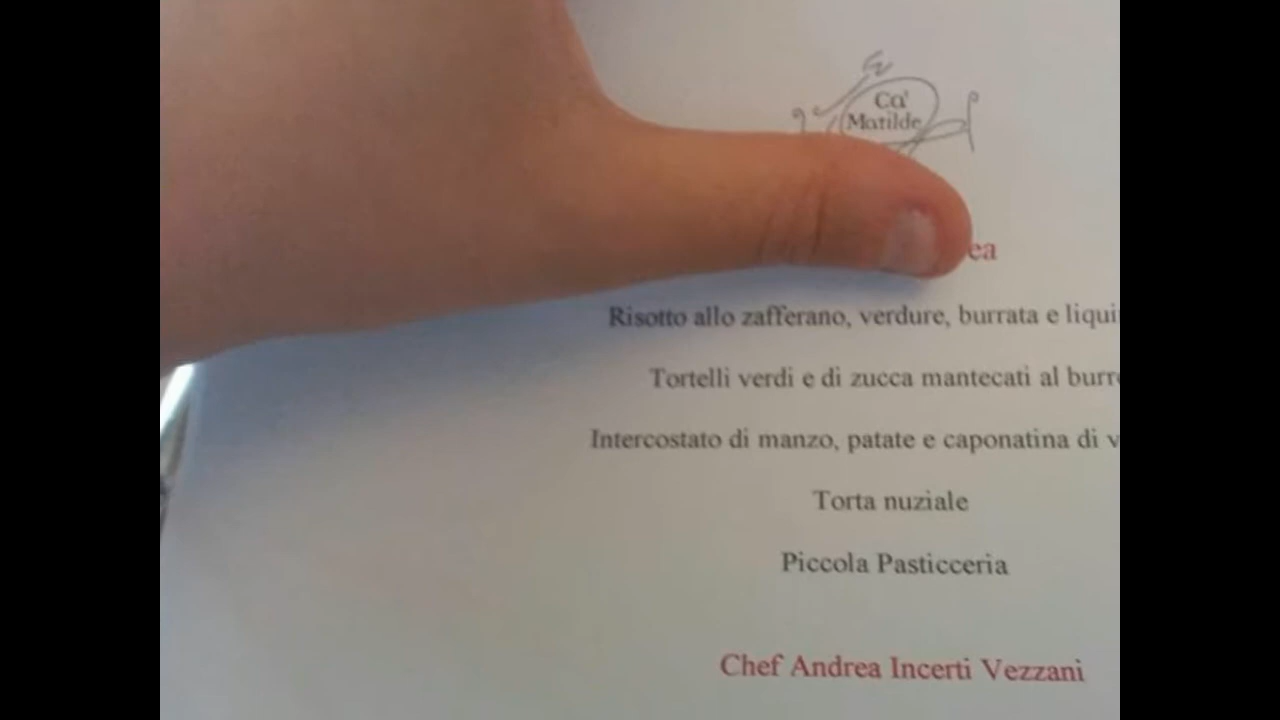 Ca'
Matilde
Risotto allo zafferano, verdure, burrata e
Tortelli verdi e di zucca mantecati al
Intercostato di manzo, patate e caponatina di
Torta nuziale
Piccola Pasticceria
Chef Andrea Incerti Vezzani